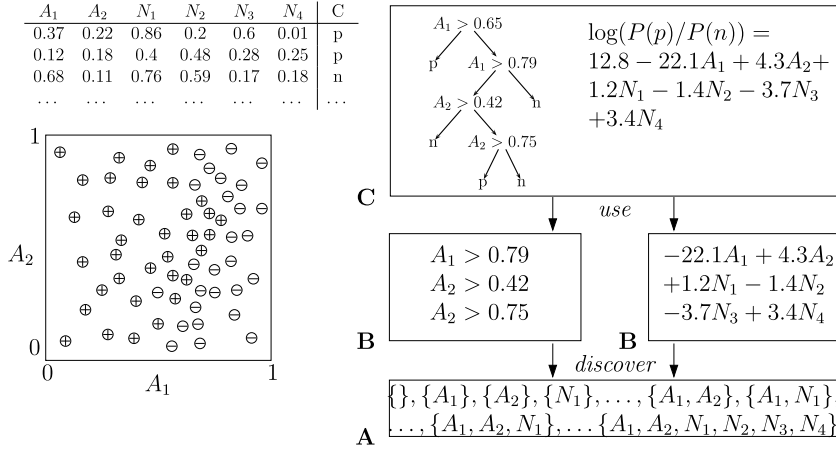 A₁ A₂ N₁ N₂ N₃ N₄ C
0.37 0.22 0.86 0.2 0.6 0.01 p
0.12 0.18 0.4 0.48 0.28 0.25 p
0.68 0.11 0.76 0.59 0.17 0.18 n
... ... ... ... ... ... ...
1
A₂
0
0 1
A₁
A₁ > 0.65
p A₁ > 0.79
A₂ > 0.42 n
n A₂ > 0.75
p n
log(P(p)/P(n)) =
12.8 − 22.1A₁ + 4.3A₂+
1.2N₁ − 1.4N₂ − 3.7N₃
+3.4N₄
C
use
A₁ > 0.79
A₂ > 0.42
A₂ > 0.75
B
−22.1A₁ + 4.3A₂
+1.2N₁ − 1.4N₂
−3.7N₃ + 3.4N₄
B
discover
{}, {A₁}, {A₂}, {N₁}, ..., {A₁, A₂}, {A₁, N₁},
..., {A₁, A₂, N₁}, ... {A₁, A₂, N₁, N₂, N₃, N₄}
A